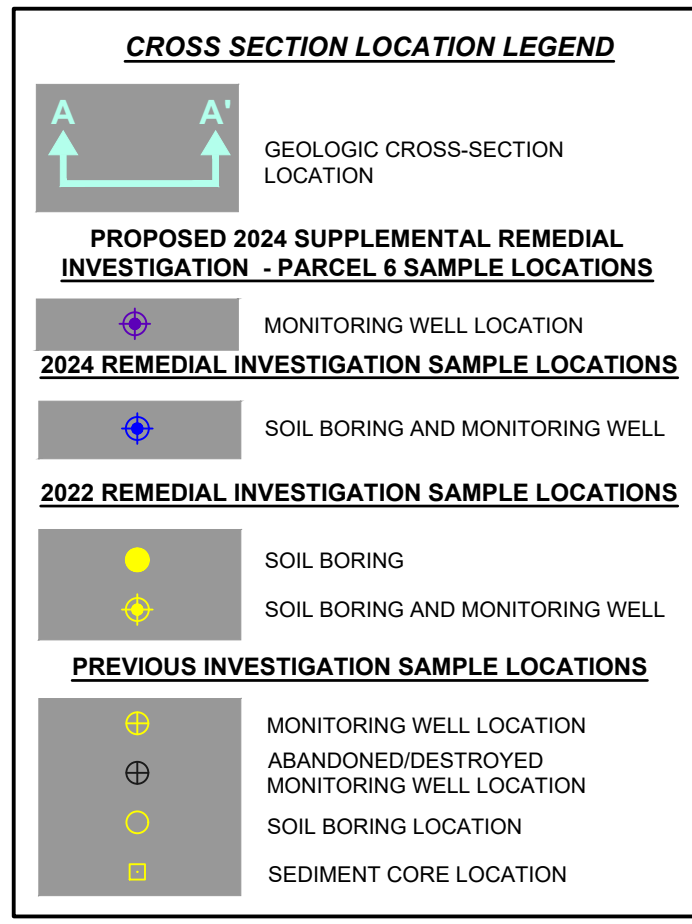 CROSS SECTION LOCATION LEGEND
A A'
GEOLOGIC CROSS-SECTION
LOCATION
PROPOSED 2024 SUPPLEMENTAL REMEDIAL
INVESTIGATION - PARCEL 6 SAMPLE LOCATIONS
MONITORING WELL LOCATION
2024 REMEDIAL INVESTIGATION SAMPLE LOCATIONS
SOIL BORING AND MONITORING WELL
2022 REMEDIAL INVESTIGATION SAMPLE LOCATIONS
SOIL BORING
SOIL BORING AND MONITORING WELL
PREVIOUS INVESTIGATION SAMPLE LOCATIONS
MONITORING WELL LOCATION
ABANDONED/DESTROYED
MONITORING WELL LOCATION
SOIL BORING LOCATION
SEDIMENT CORE LOCATION